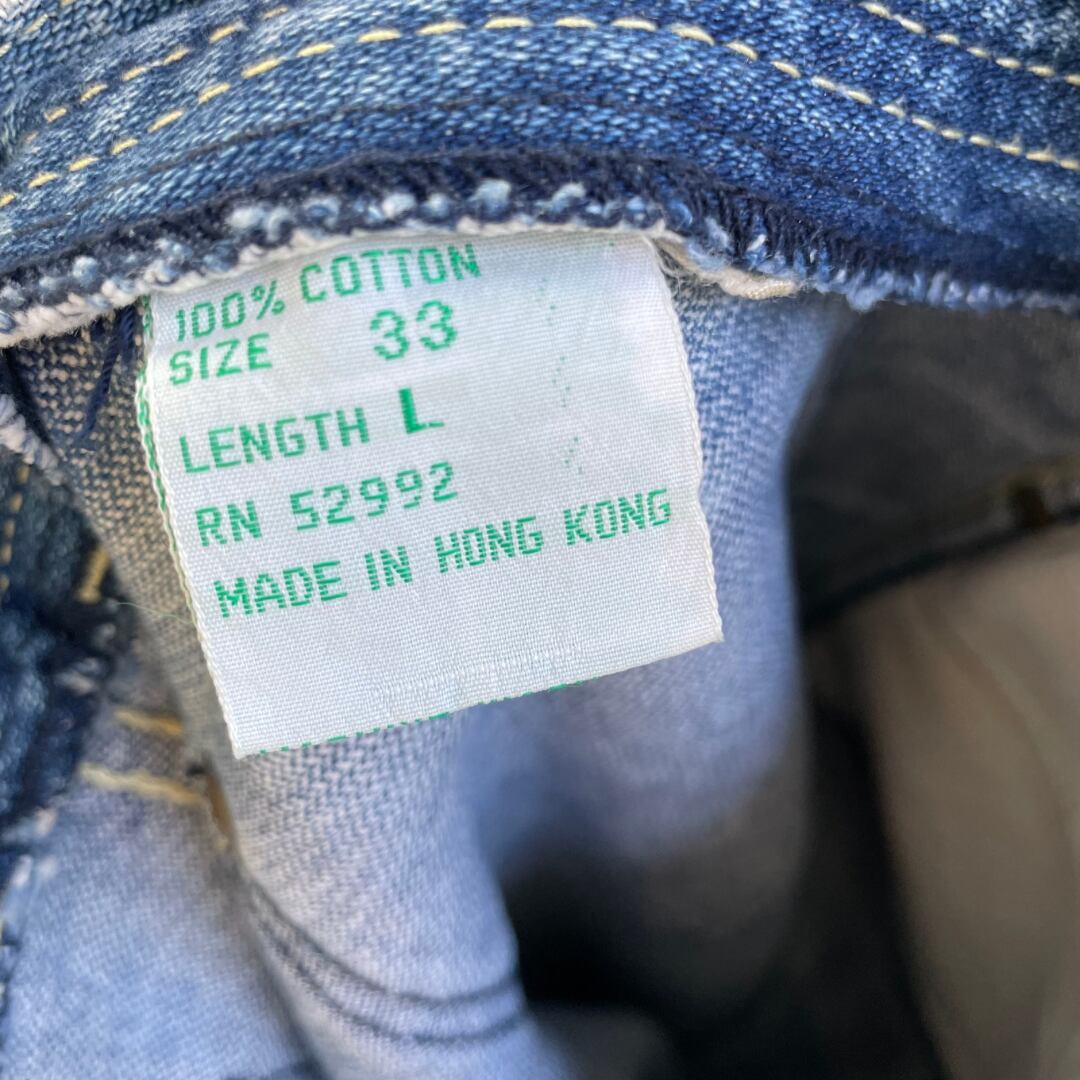 100% COTTON
SIZE 33
LENGTH L
RN 52992
MADE IN HONG KONG